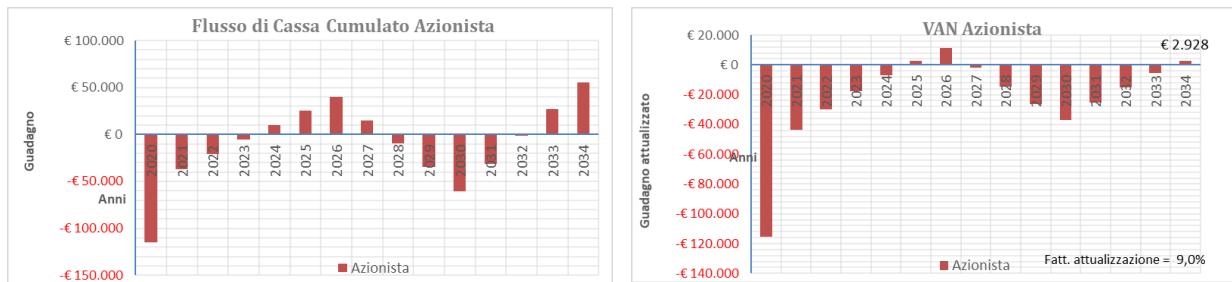 Flusso di Cassa Cumulato Azionista
€ 100.000
€ 50.000
€ 0
-€ 50.000
-€ 100.000
-€ 150.000
Guadagno
Anni
2020 2021 2022 2023 2024 2025 2026 2027 2028 2029 2030 2031 2032 2033 2034
Azionista
VAN Azionista
€ 20.000
€ 0
-€ 20.000
-€ 40.000
-€ 60.000
-€ 80.000
-€ 100.000
-€ 120.000
-€ 140.000
Guadagno attualizzato
Anni
2020 2021 2022 2023 2024 2025 2026 2027 2028 2029 2030 2031 2032 2033 2034
€ 2.928
Azionista
Fatt. attualizzazione = 9,0%